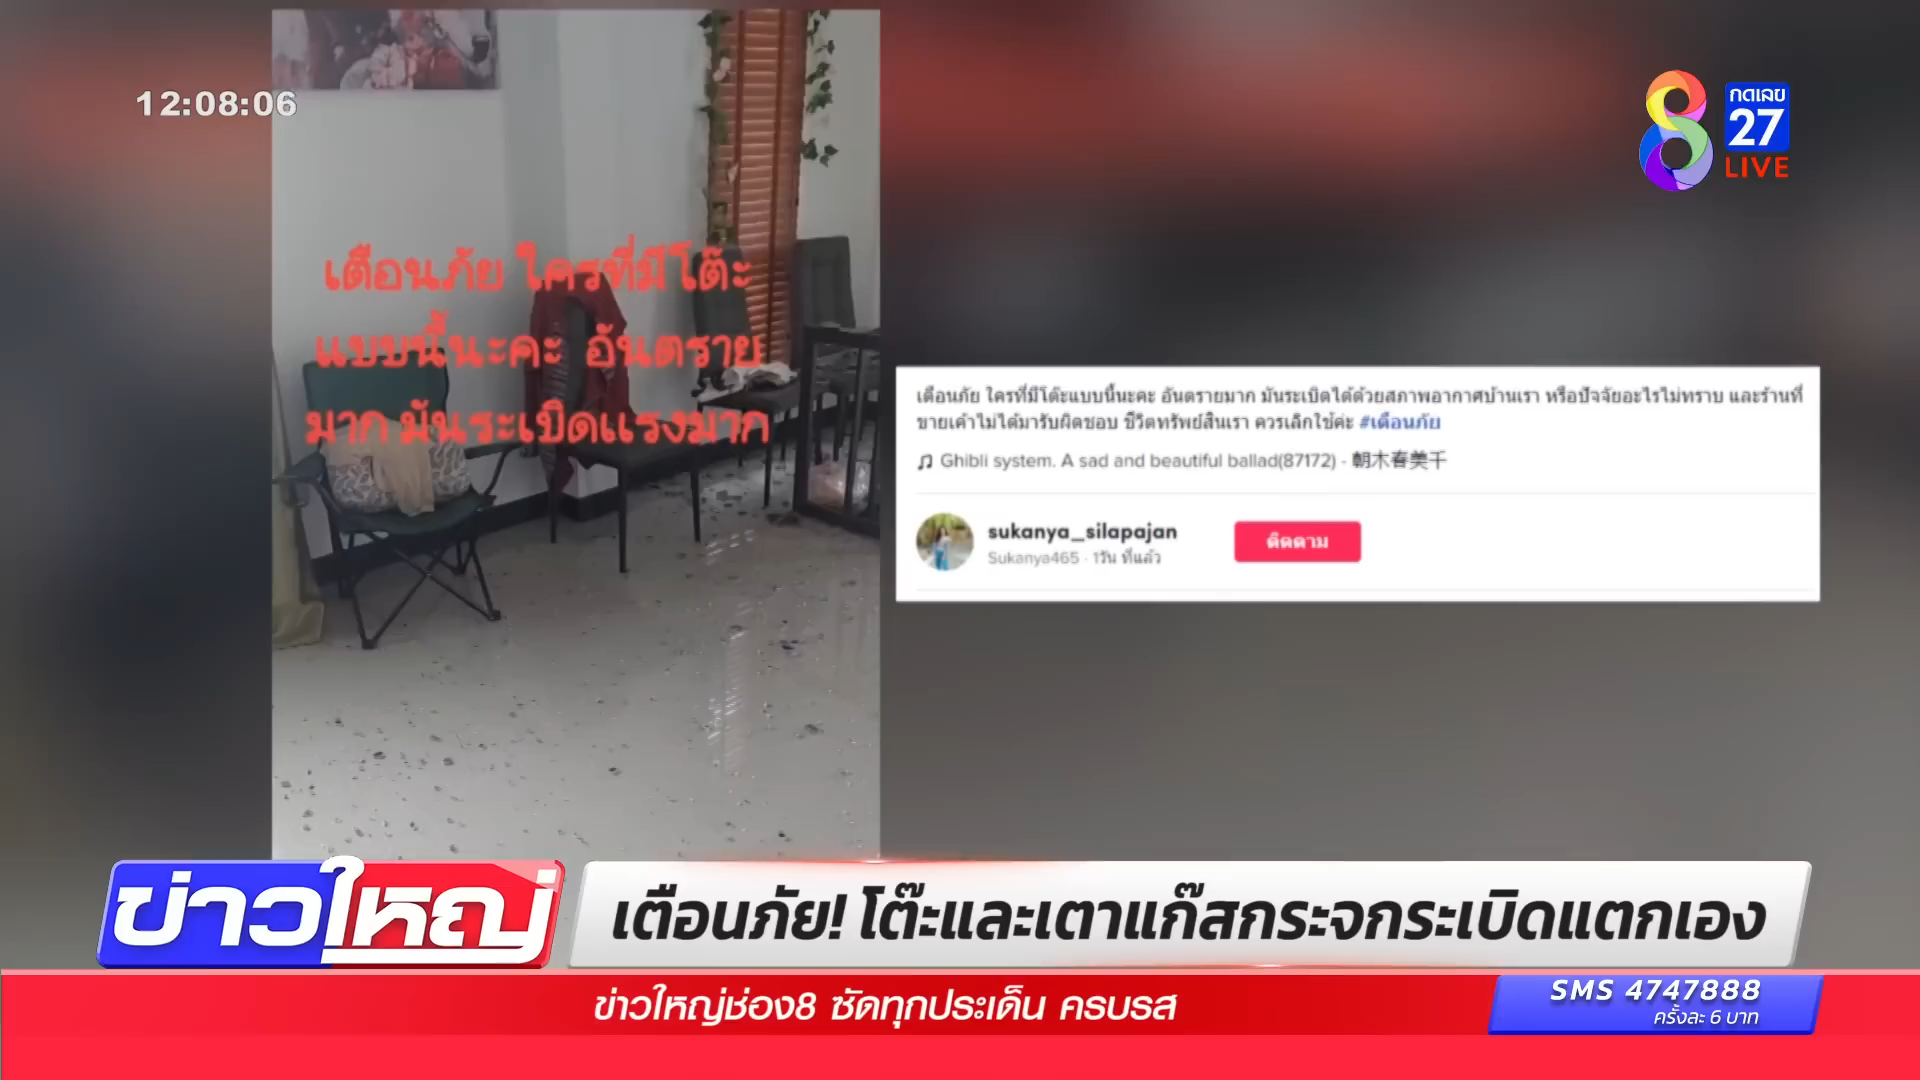 12:08:06
กดเลข
27
LIVE
เตือนภัย ใครที่มีโต๊ะ
แบบนี้นะคะ อันตราย
มาก มันระเบิดแรงมาก
เตือนภัย ใครที่มีโต๊ะแบบนี้นะคะ อันตรายมาก มันระเบิดได้ด้วยสภาพอากาศบ้านเรา หรือปัจจัยอะไรไม่ทราบ และร้านที่
ขายเค้าไม่ได้มารับผิดชอบ ชีวิตทรัพย์สินเรา ควรเลิกใช้ค่ะ #เตือนภัย
♫ Ghibli system. A sad and beautiful ballad(87172) - 朝木春美千
sukanya_silapajan
Sukanya465 · 1วัน ที่แล้ว
ติดตาม
ข่าวใหญ่
เตือนภัย! โต๊ะและเตาแก๊สกระจกระเบิดแตกเอง
ข่าวใหญ่ช่อง8 ซัดทุกประเด็น ครบรส
SMS 4747888
ครั้งละ 6 บาท